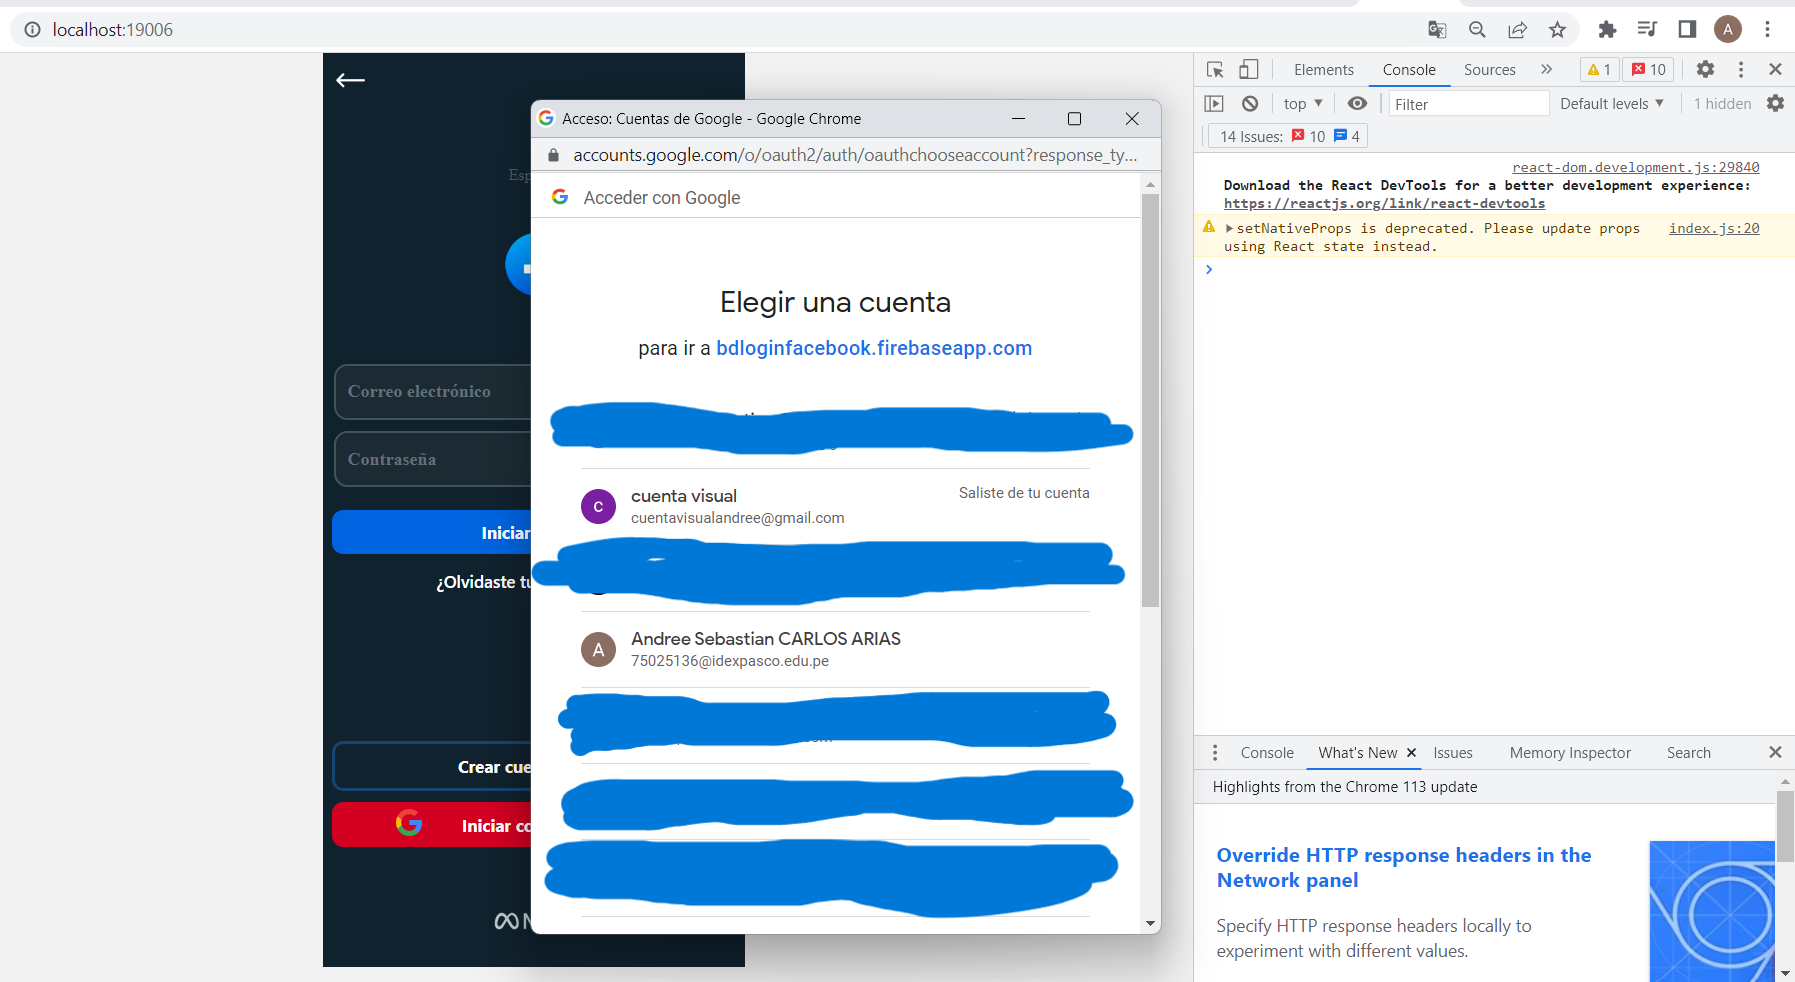 localhost:19006
A
Esp
Correo electrónico
Contraseña
Iniciar
¿Olvidaste tu
Crear cue
Iniciar co
Acceso: Cuentas de Google - Google Chrome
accounts.google.com/o/oauth2/auth/oauthchooseaccount?response_ty...
Acceder con Google
Elegir una cuenta
para ir a bdloginfacebook.firebaseapp.com
C
cuenta visual
Saliste de tu cuenta
cuentavisualandree@gmail.com
A
Andree Sebastian CARLOS ARIAS
75025136@idexpasco.edu.pe
Elements
Console
Sources
1
10
top
Filter
Default levels
1 hidden
14 Issues:
10
4
react-dom.development.js:29840
Download the React DevTools for a better development experience:
https://reactjs.org/link/react-devtools
setNativeProps is deprecated. Please update props
index.js:20
using React state instead.
Console
What's New
Issues
Memory Inspector
Search
Highlights from the Chrome 113 update
Override HTTP response headers in the
Network panel
Specify HTTP response headers locally to
experiment with different values.